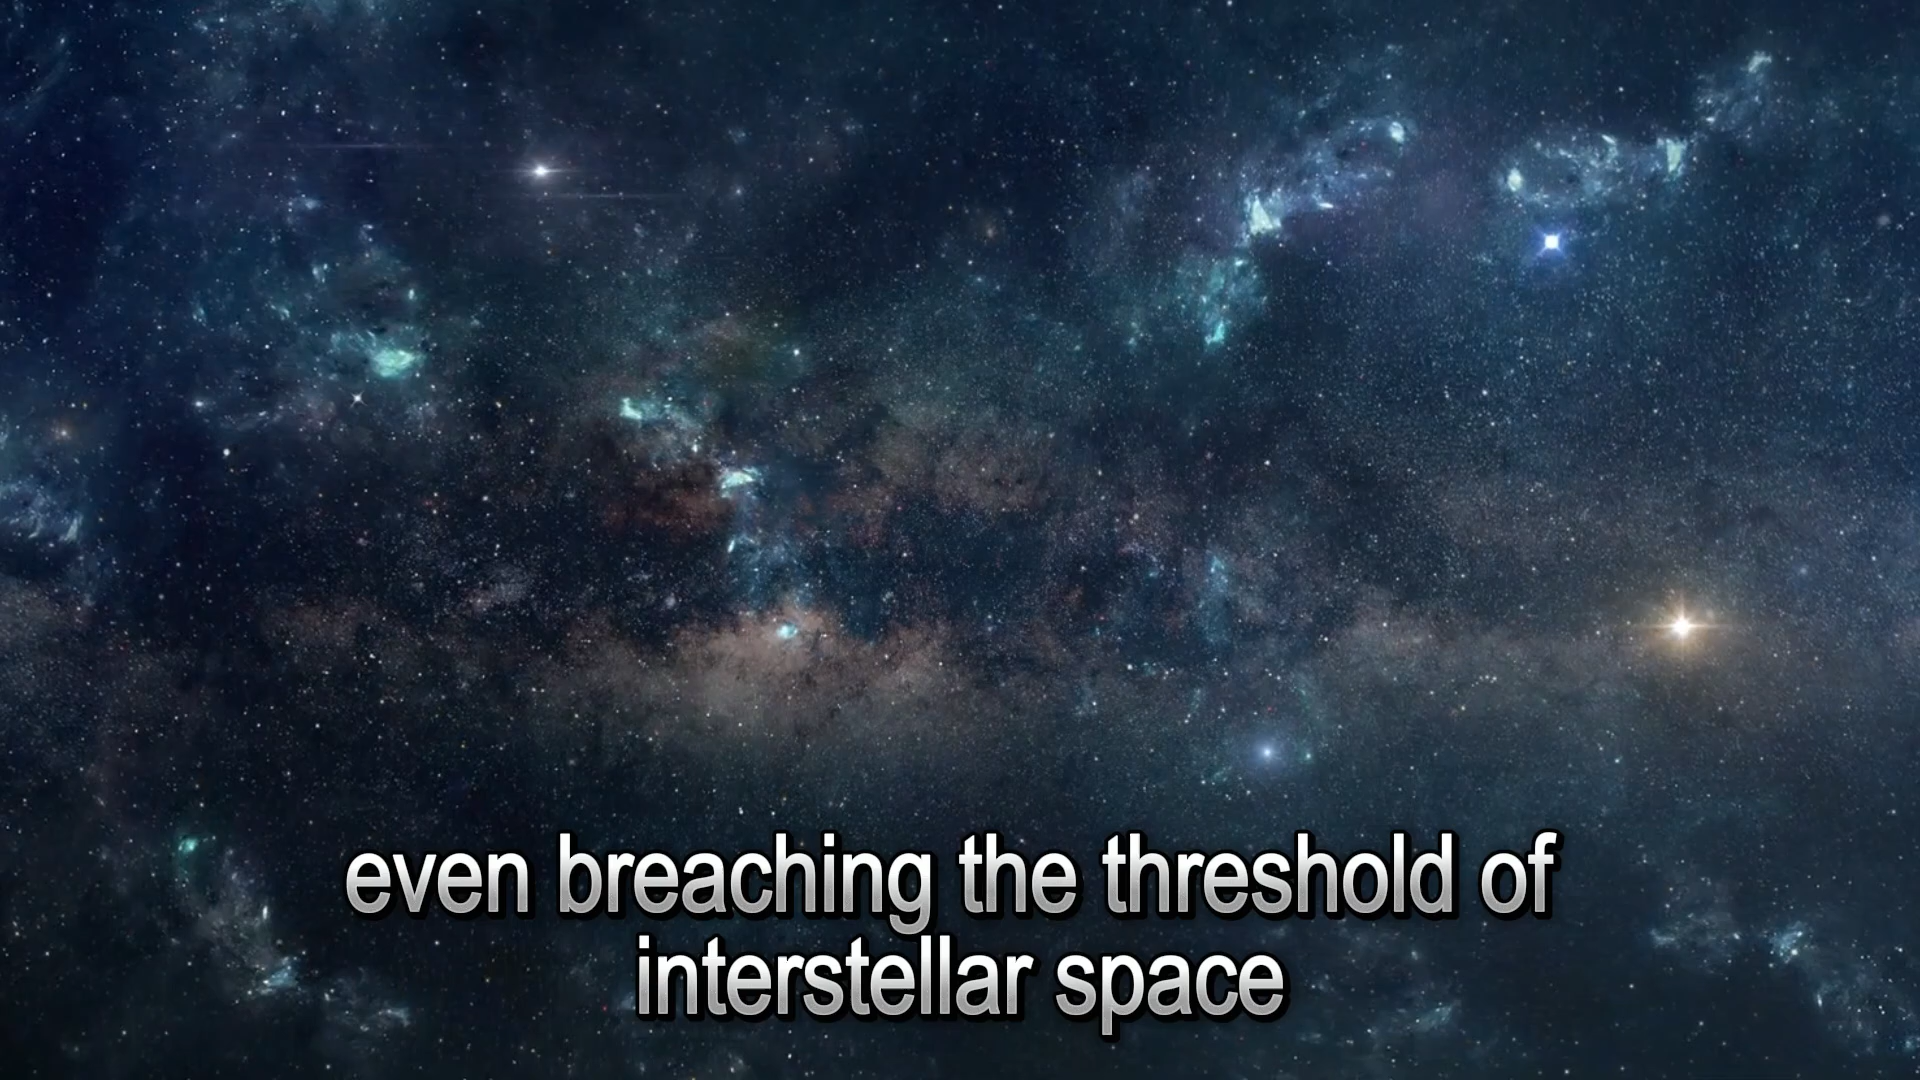 even breaching the threshold of
interstellar space